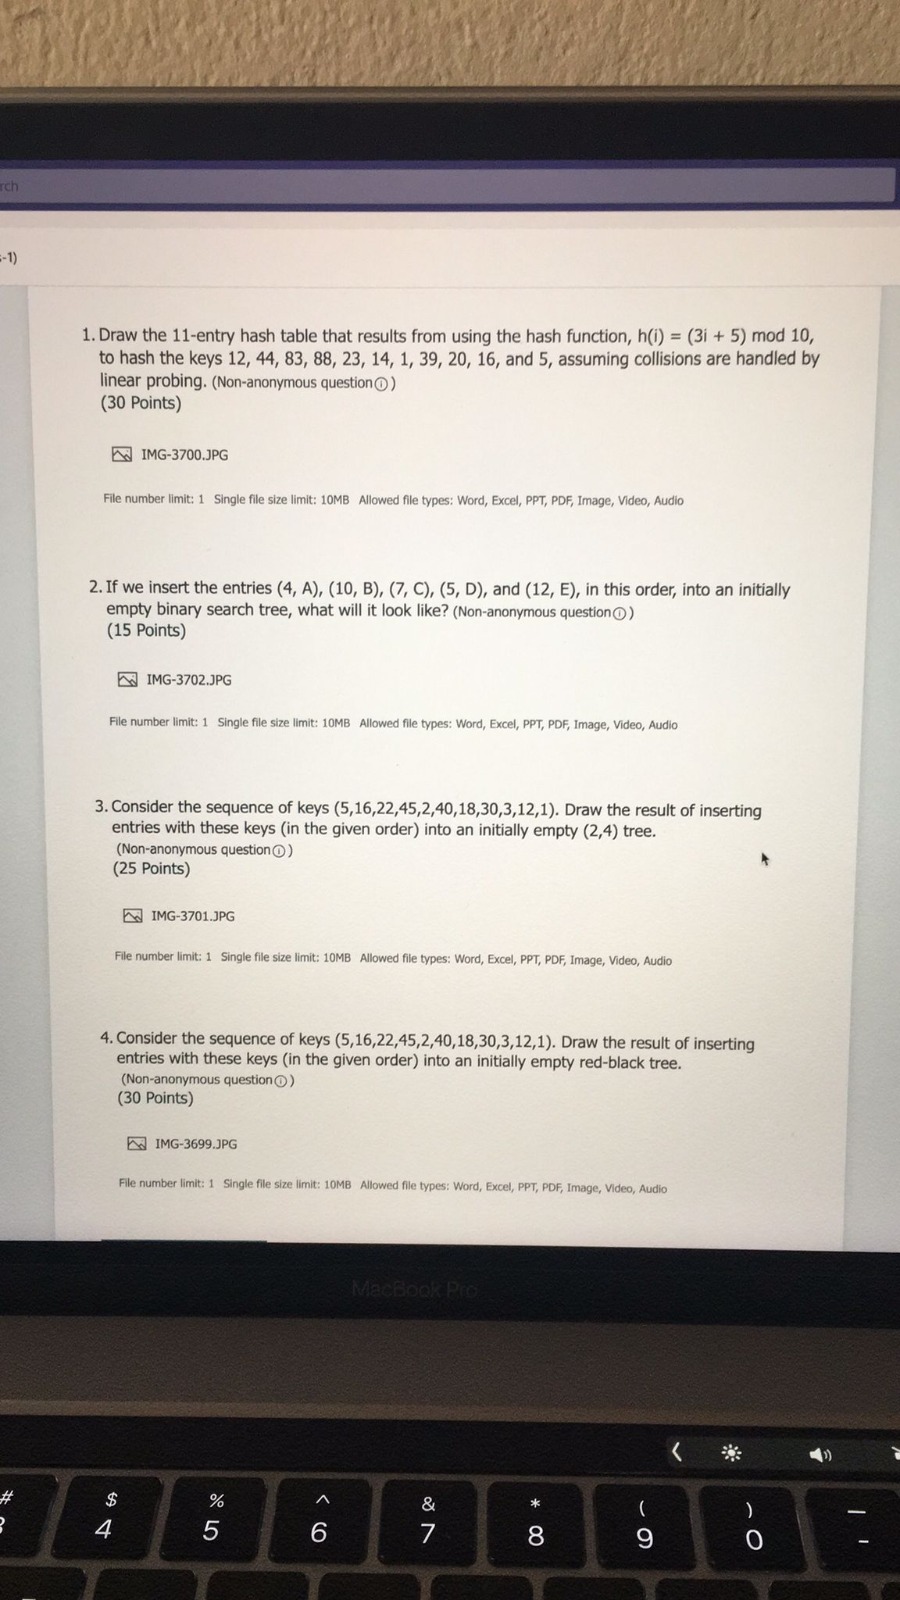 rch
-1)
1. Draw the 11-entry hash table that results from using the hash function, h(i) = (3i + 5) mod 10,
to hash the keys 12, 44, 83, 88, 23, 14, 1, 39, 20, 16, and 5, assuming collisions are handled by
linear probing. (Non-anonymous question ⓘ)
(30 Points)
IMG-3700.JPG
File number limit: 1 Single file size limit: 10MB Allowed file types: Word, Excel, PPT, PDF, Image, Video, Audio
2. If we insert the entries (4, A), (10, B), (7, C), (5, D), and (12, E), in this order, into an initially
empty binary search tree, what will it look like? (Non-anonymous question ⓘ)
(15 Points)
IMG-3702.JPG
File number limit: 1 Single file size limit: 10MB Allowed file types: Word, Excel, PPT, PDF, Image, Video, Audio
3. Consider the sequence of keys (5,16,22,45,2,40,18,30,3,12,1). Draw the result of inserting
entries with these keys (in the given order) into an initially empty (2,4) tree.
(Non-anonymous question ⓘ)
(25 Points)
IMG-3701.JPG
File number limit: 1 Single file size limit: 10MB Allowed file types: Word, Excel, PPT, PDF, Image, Video, Audio
4. Consider the sequence of keys (5,16,22,45,2,40,18,30,3,12,1). Draw the result of inserting
entries with these keys (in the given order) into an initially empty red-black tree.
(Non-anonymous question ⓘ)
(30 Points)
IMG-3699.JPG
File number limit: 1 Single file size limit: 10MB Allowed file types: Word, Excel, PPT, PDF, Image, Video, Audio
MacBook Pro
# $ % ^ & * ( ) —
4 5 6 7 8 9 0 -